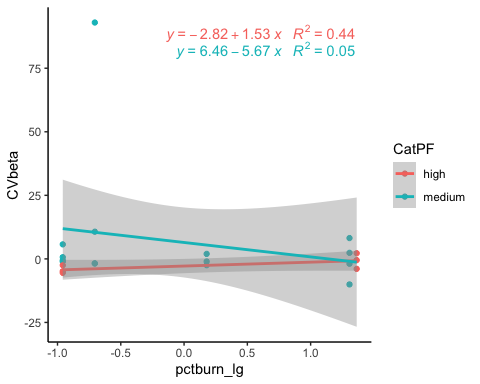 y = − 2.82 + 1.53 x R² = 0.44
y = 6.46 − 5.67 x R² = 0.05
75
50
25
0
-25
CVbeta
-1.0 -0.5 0.0 0.5 1.0
pctburn_lg
CatPF
high
medium